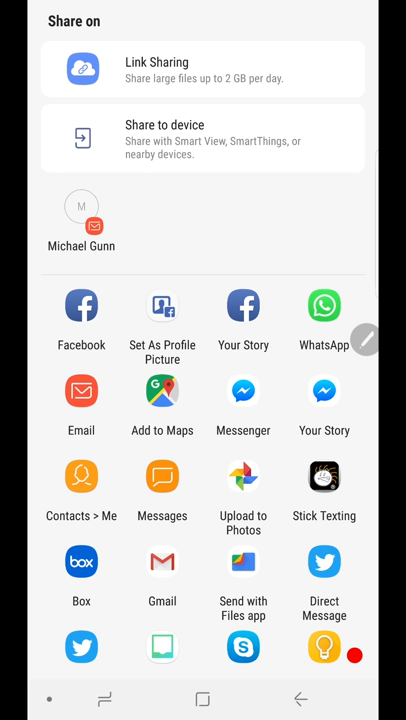 Share on
Link Sharing
Share large files up to 2 GB per day.
Share to device
Share with Smart View, SmartThings, or
nearby devices.
M
Michael Gunn
Facebook
Set As Profile
Picture
Your Story
WhatsApp
Email
Add to Maps
Messenger
Your Story
Contacts > Me
Messages
Upload to
Photos
Stick Texting
box
Box
Gmail
Send with
Files app
Direct
Message